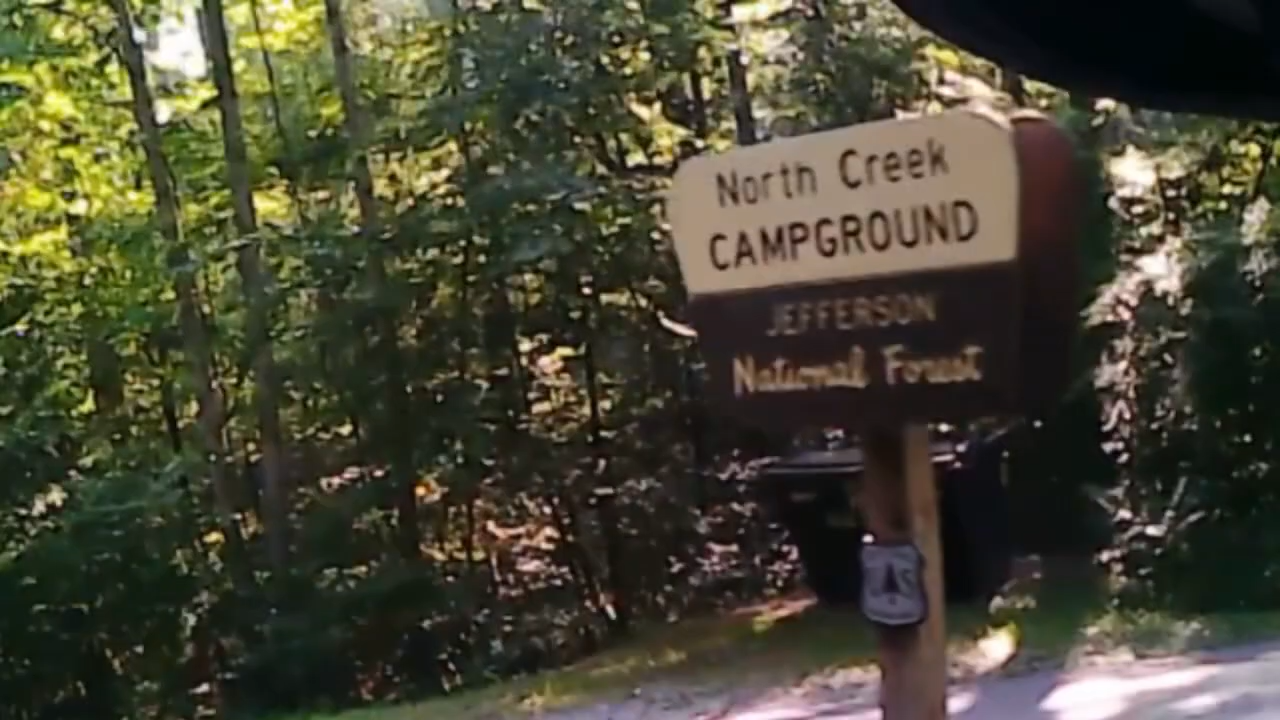 North Creek
CAMPGROUND
JEFFERSON
National Forest
U S